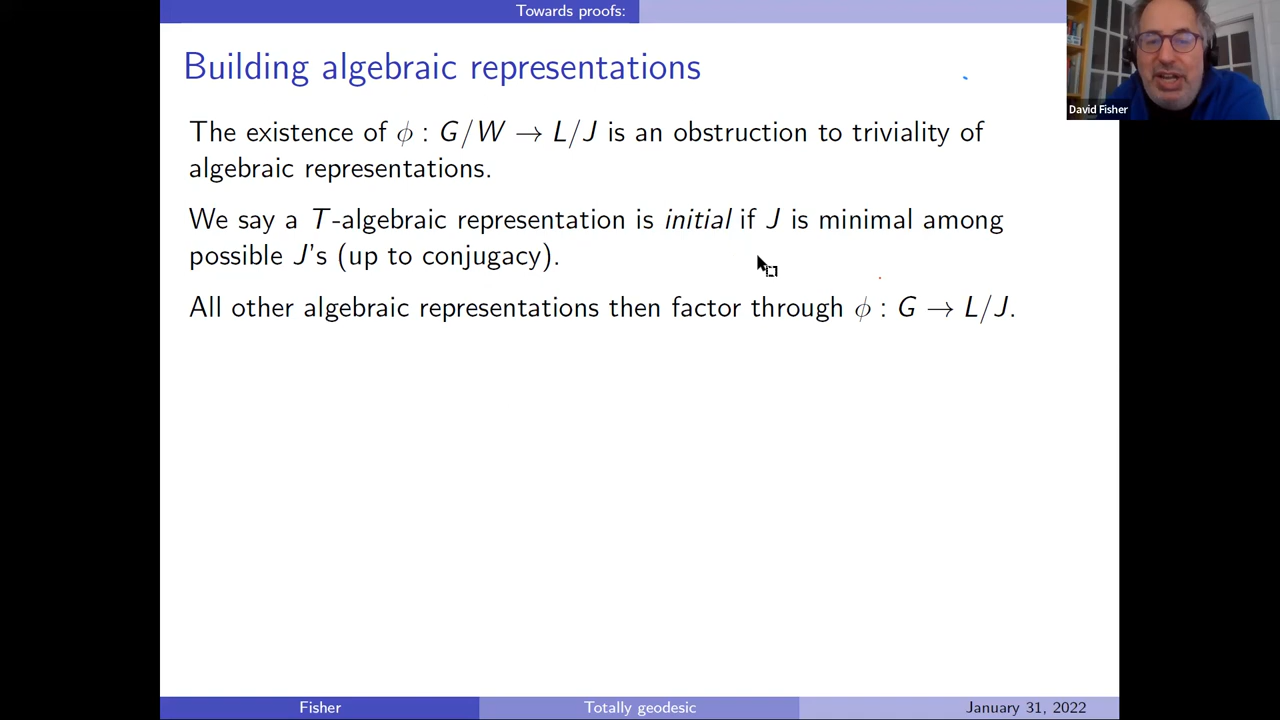 Towards proofs:
Building algebraic representations
David Fisher
The existence of ϕ : G/W → L/J is an obstruction to triviality of
algebraic representations.
We say a T-algebraic representation is initial if J is minimal among
possible J's (up to conjugacy).
All other algebraic representations then factor through ϕ : G → L/J.
Fisher
Totally geodesic
January 31, 2022